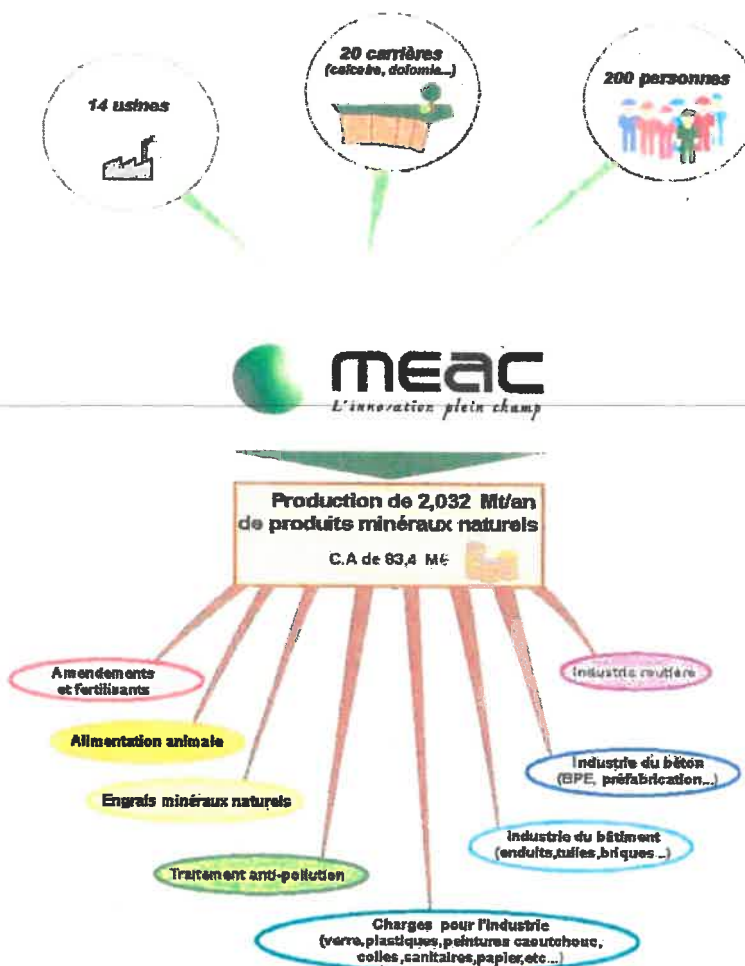 14 usines
20 carrières
(calcaire, dolomie...)
200 personnes
meac
L'innovation plein champ
Production de 2,032 Mt/an
de produits minéraux naturels
C.A de 83,4 M€
Amendements
et fertilisants
Industrie routière
Alimentation animale
Industrie du béton
(BPE, préfabrication...)
Engrais minéraux naturels
Industrie du bâtiment
(enduits,tuiles,briques...)
Traitement anti-pollution
Charges pour l'industrie
(verre,plastiques,peintures caoutchouc,
colles,sanitaires,papier,etc...)